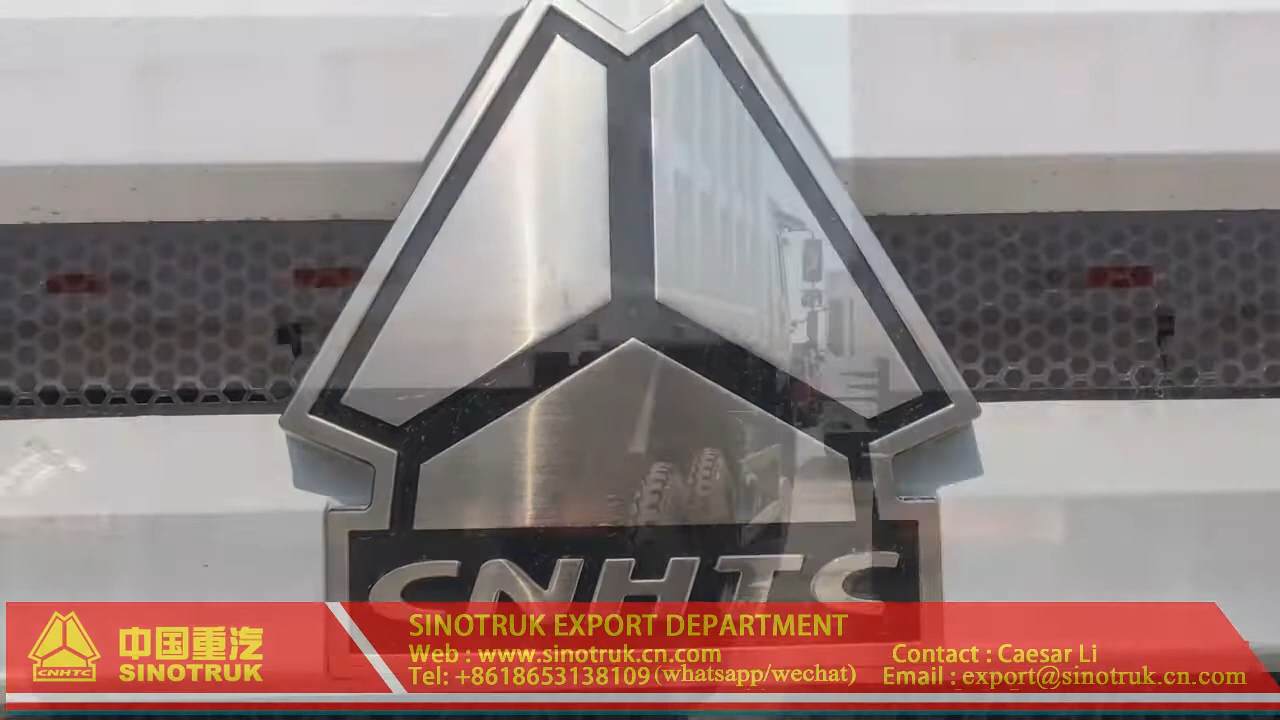 CNHTC
CNHTC
中国重汽
SINOTRUK
SINOTRUK EXPORT DEPARTMENT
Web : www.sinotruk.cn.com
Contact : Caesar Li
Tel: +8618653138109 (whatsapp/wechat)
Email : export@sinotruk.cn.com